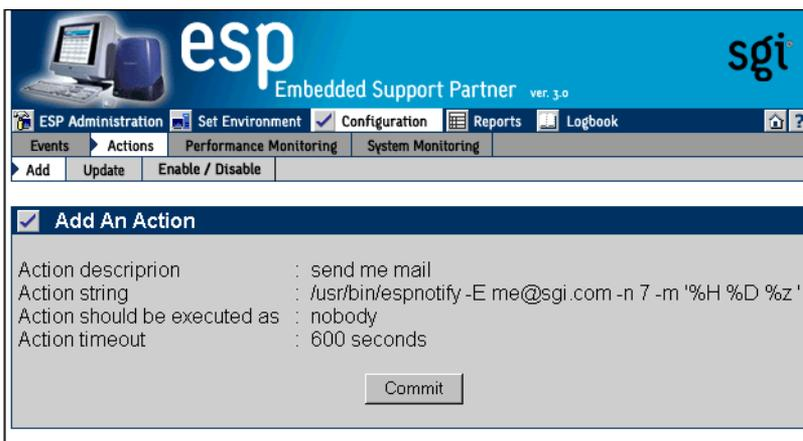 esp
Embedded Support Partner ver. 3.0
sgi
ESP Administration Set Environment Configuration Reports Logbook ?
Events Actions Performance Monitoring System Monitoring
Add Update Enable / Disable
Add An Action
Action descriprion : send me mail
Action string : /usr/bin/espnotify -E me@sgi.com -n 7 -m '%H %D %z '
Action should be executed as : nobody
Action timeout : 600 seconds
Commit